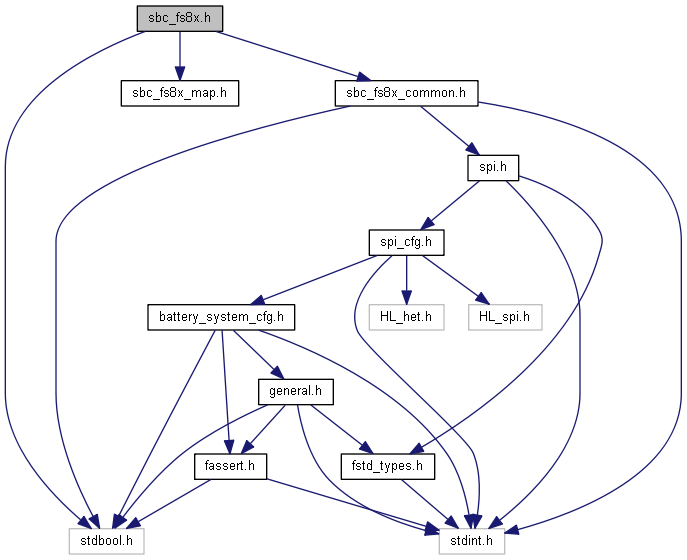 sbc_fs8x.h
sbc_fs8x_map.h
sbc_fs8x_common.h
spi.h
spi_cfg.h
battery_system_cfg.h
HL_het.h
HL_spi.h
general.h
fassert.h
fstd_types.h
stdbool.h
stdint.h